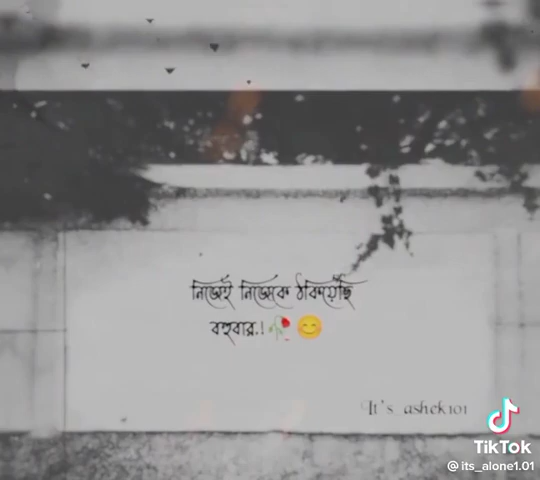 নিজেই নিজেকে ঠকিয়েছি
বহুবার.!🥀😊
It's ashek101
TikTok
@its_alone1.01